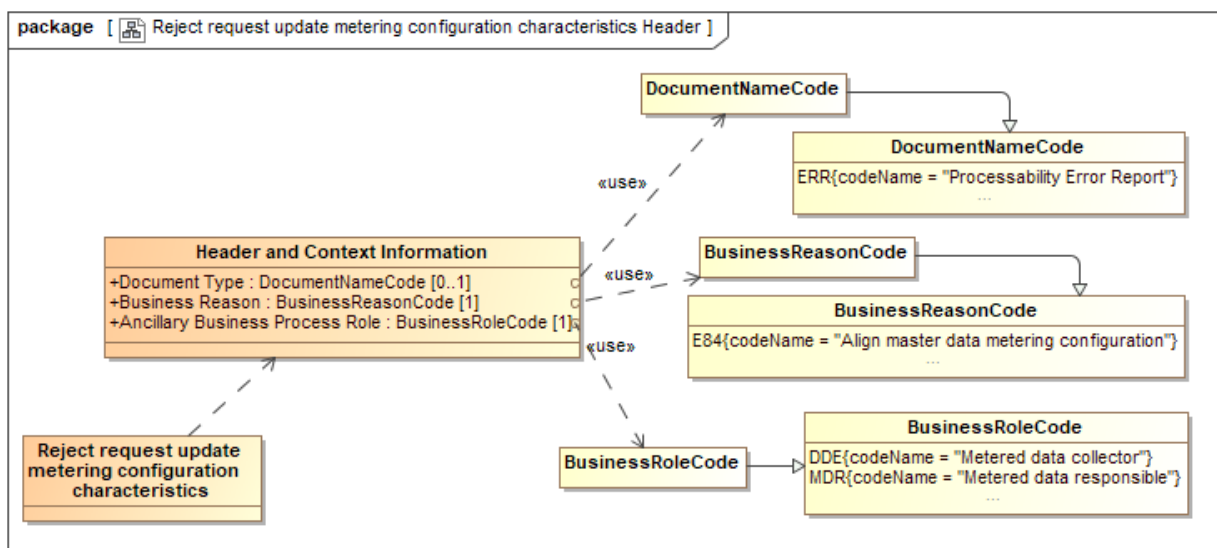 package [ Reject request update metering configuration characteristics Header ]
DocumentNameCode
DocumentNameCode
ERR{codeName = "Processability Error Report"}
...
«use»
Header and Context Information
+Document Type : DocumentNameCode [0..1]
+Business Reason : BusinessReasonCode [1]
+Ancillary Business Process Role : BusinessRoleCode [1]
«use»
BusinessReasonCode
BusinessReasonCode
E84{codeName = "Align master data metering configuration"}
...
«use»
Reject request update
metering configuration
characteristics
BusinessRoleCode
BusinessRoleCode
DDE{codeName = "Metered data collector"}
MDR{codeName = "Metered data responsible"}
...